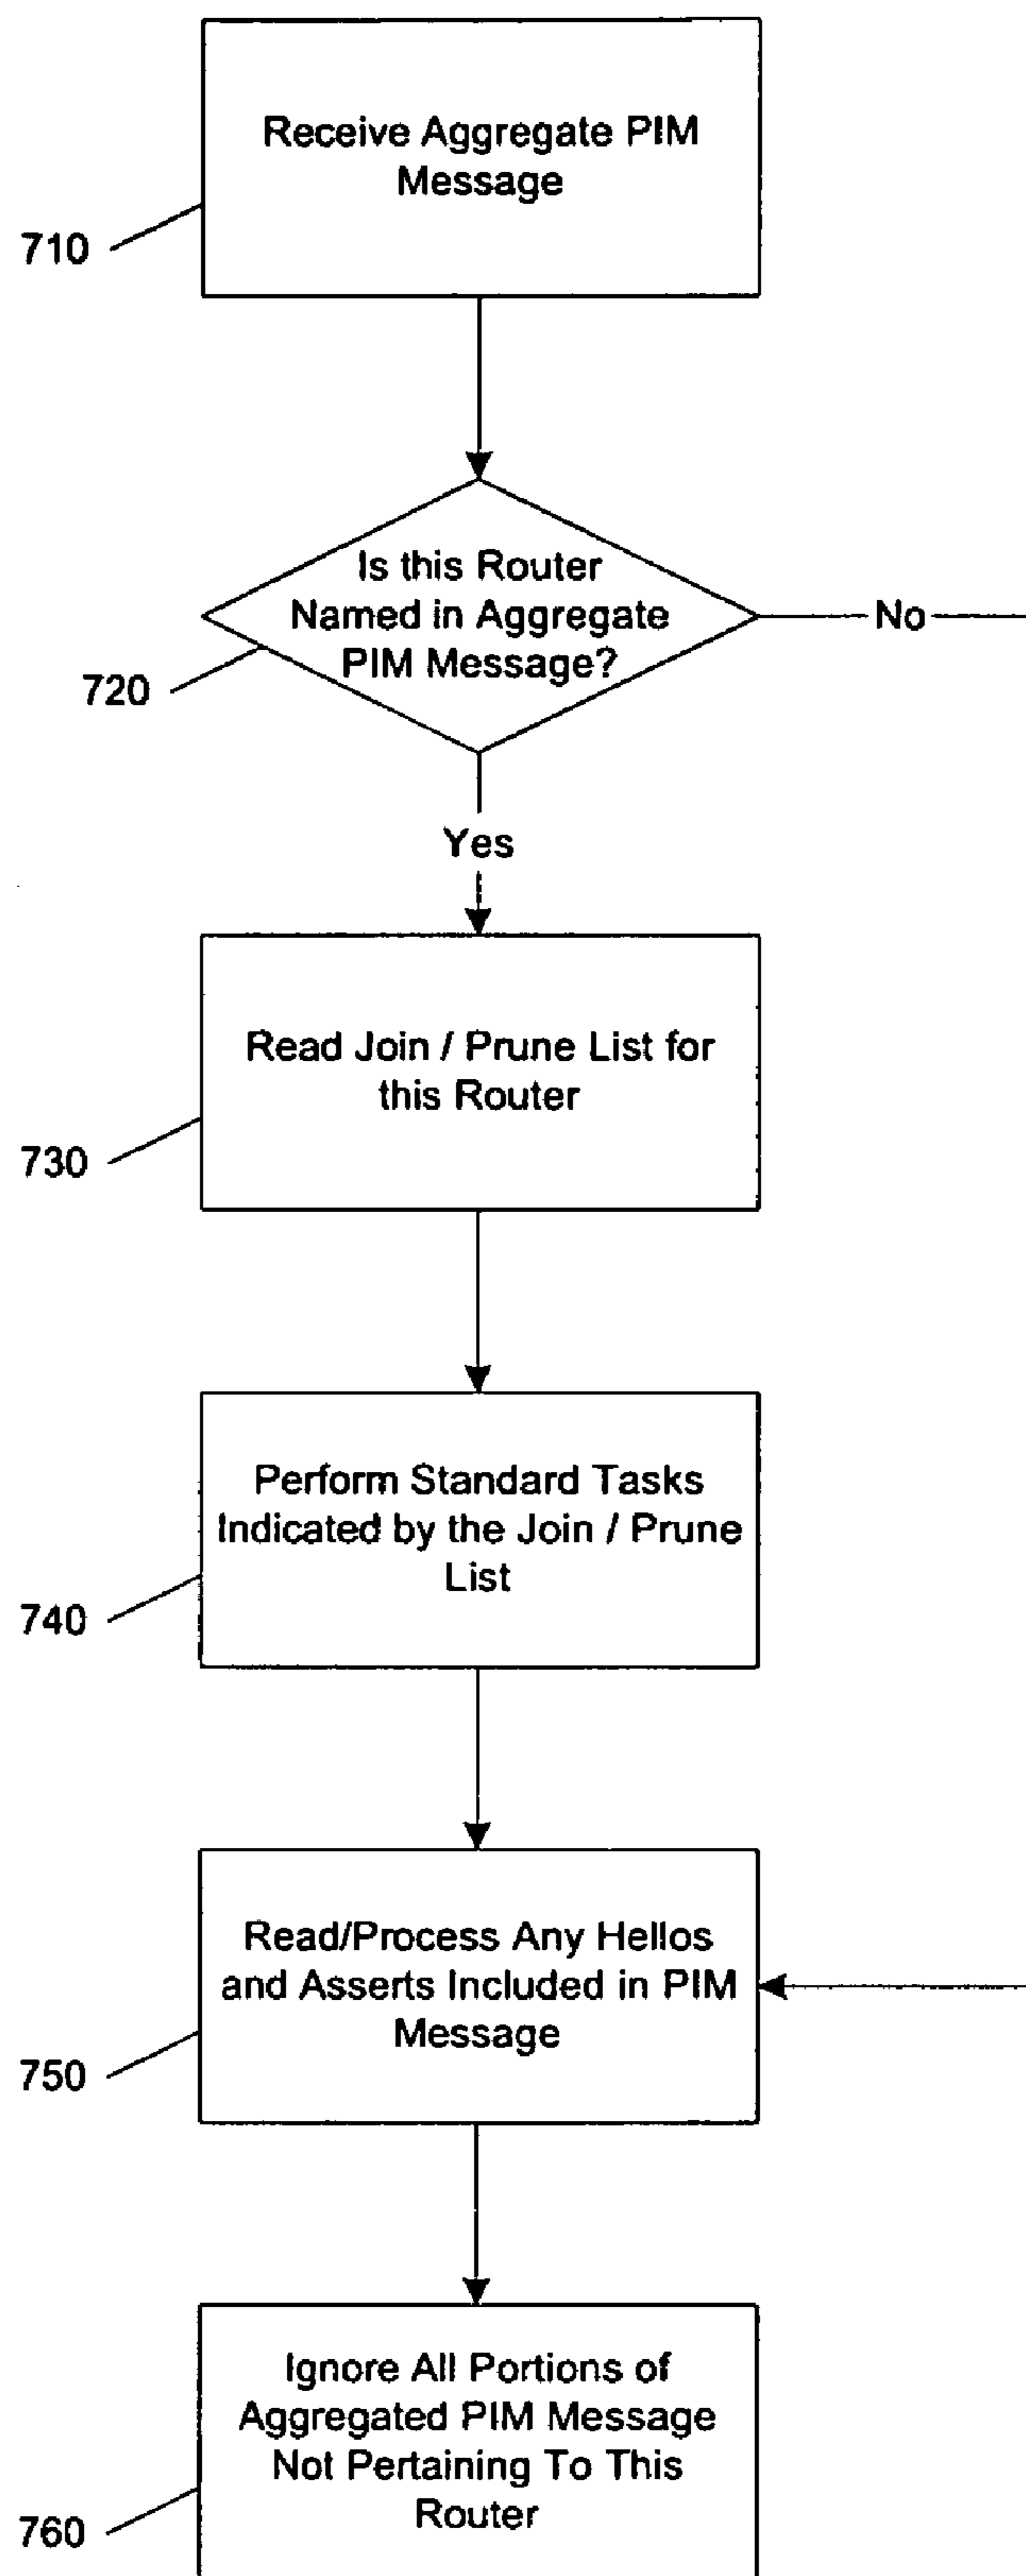 Receive Aggregate PIM
Message
710
Is this Router
Named in Aggregate
PIM Message?
No
720
Yes
Read Join / Prune List for
this Router
730
Perform Standard Tasks
Indicated by the Join / Prune
List
740
Read/Process Any Hellos
and Asserts Included in PIM
Message
750
Ignore All Portions of
Aggregated PIM Message
Not Pertaining To This
Router
760